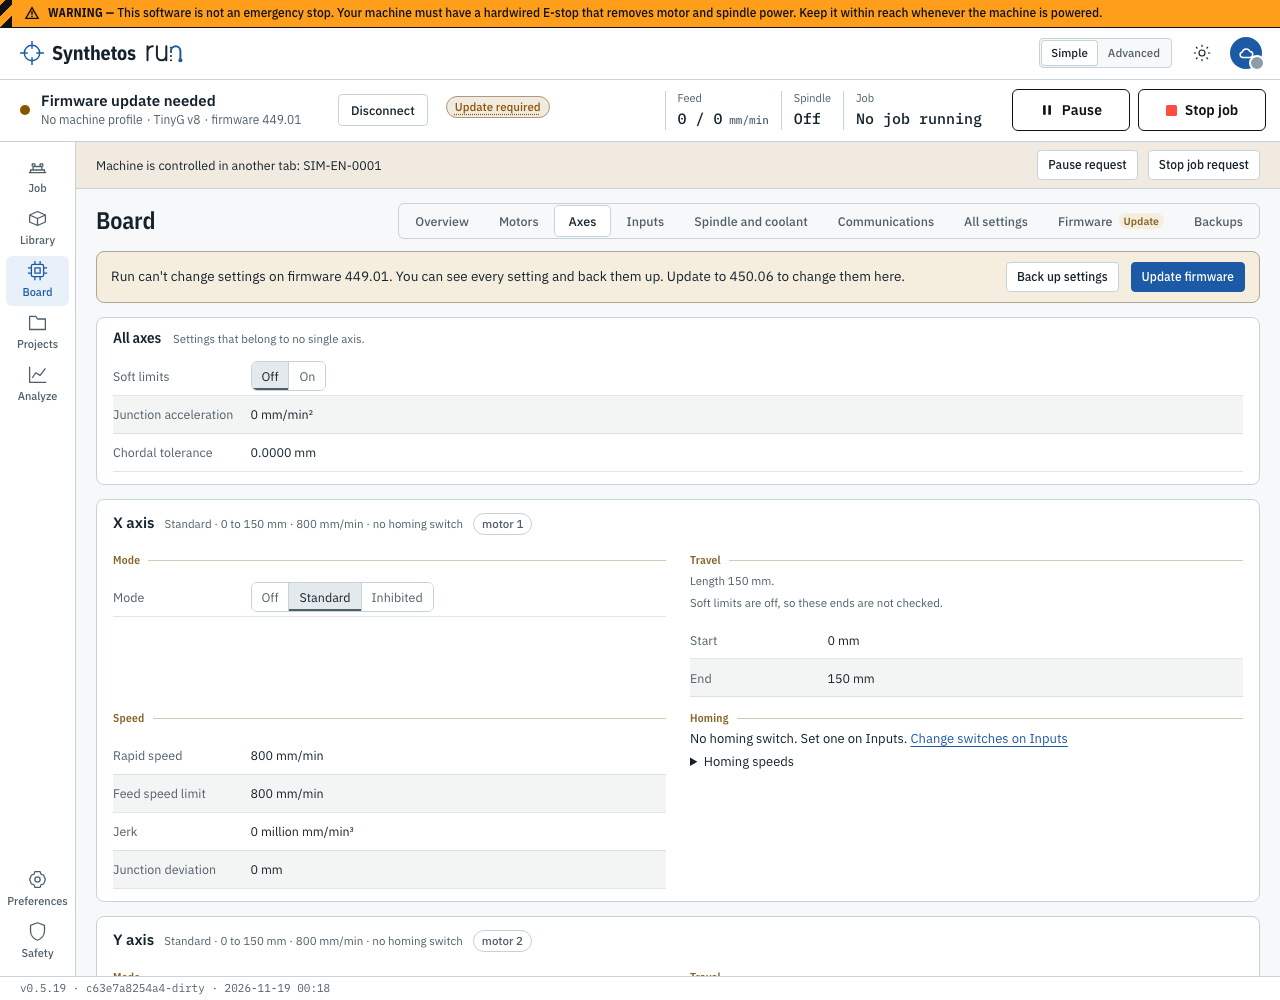 WARNING — This software is not an emergency stop. Your machine must have a hardwired E-stop that removes motor and spindle power. Keep it within reach whenever the machine is powered.
Synthetos run
Simple Advanced
Firmware update needed
No machine profile · TinyG v8 · firmware 449.01
Disconnect
Update required
Feed
0 / 0 mm/min
Spindle
Off
Job
No job running
Pause
Stop job
Job
Library
Board
Projects
Analyze
Preferences
Safety
Machine is controlled in another tab: SIM-EN-0001
Pause request Stop job request
Board
Overview Motors Axes Inputs Spindle and coolant Communications All settings Firmware Update Backups
Run can't change settings on firmware 449.01. You can see every setting and back them up. Update to 450.06 to change them here.
Back up settings Update firmware
All axes Settings that belong to no single axis.
Soft limits Off On
Junction acceleration 0 mm/min²
Chordal tolerance 0.0000 mm
X axis Standard · 0 to 150 mm · 800 mm/min · no homing switch motor 1
Mode
Mode Off Standard Inhibited
Travel
Length 150 mm.
Soft limits are off, so these ends are not checked.
Start 0 mm
End 150 mm
Speed
Rapid speed 800 mm/min
Feed speed limit 800 mm/min
Jerk 0 million mm/min³
Junction deviation 0 mm
Homing
No homing switch. Set one on Inputs. Change switches on Inputs
Homing speeds
Y axis Standard · 0 to 150 mm · 800 mm/min · no homing switch motor 2
Mode
Travel
v0.5.19 · c63e7a8254a4-dirty · 2026-11-19 00:18